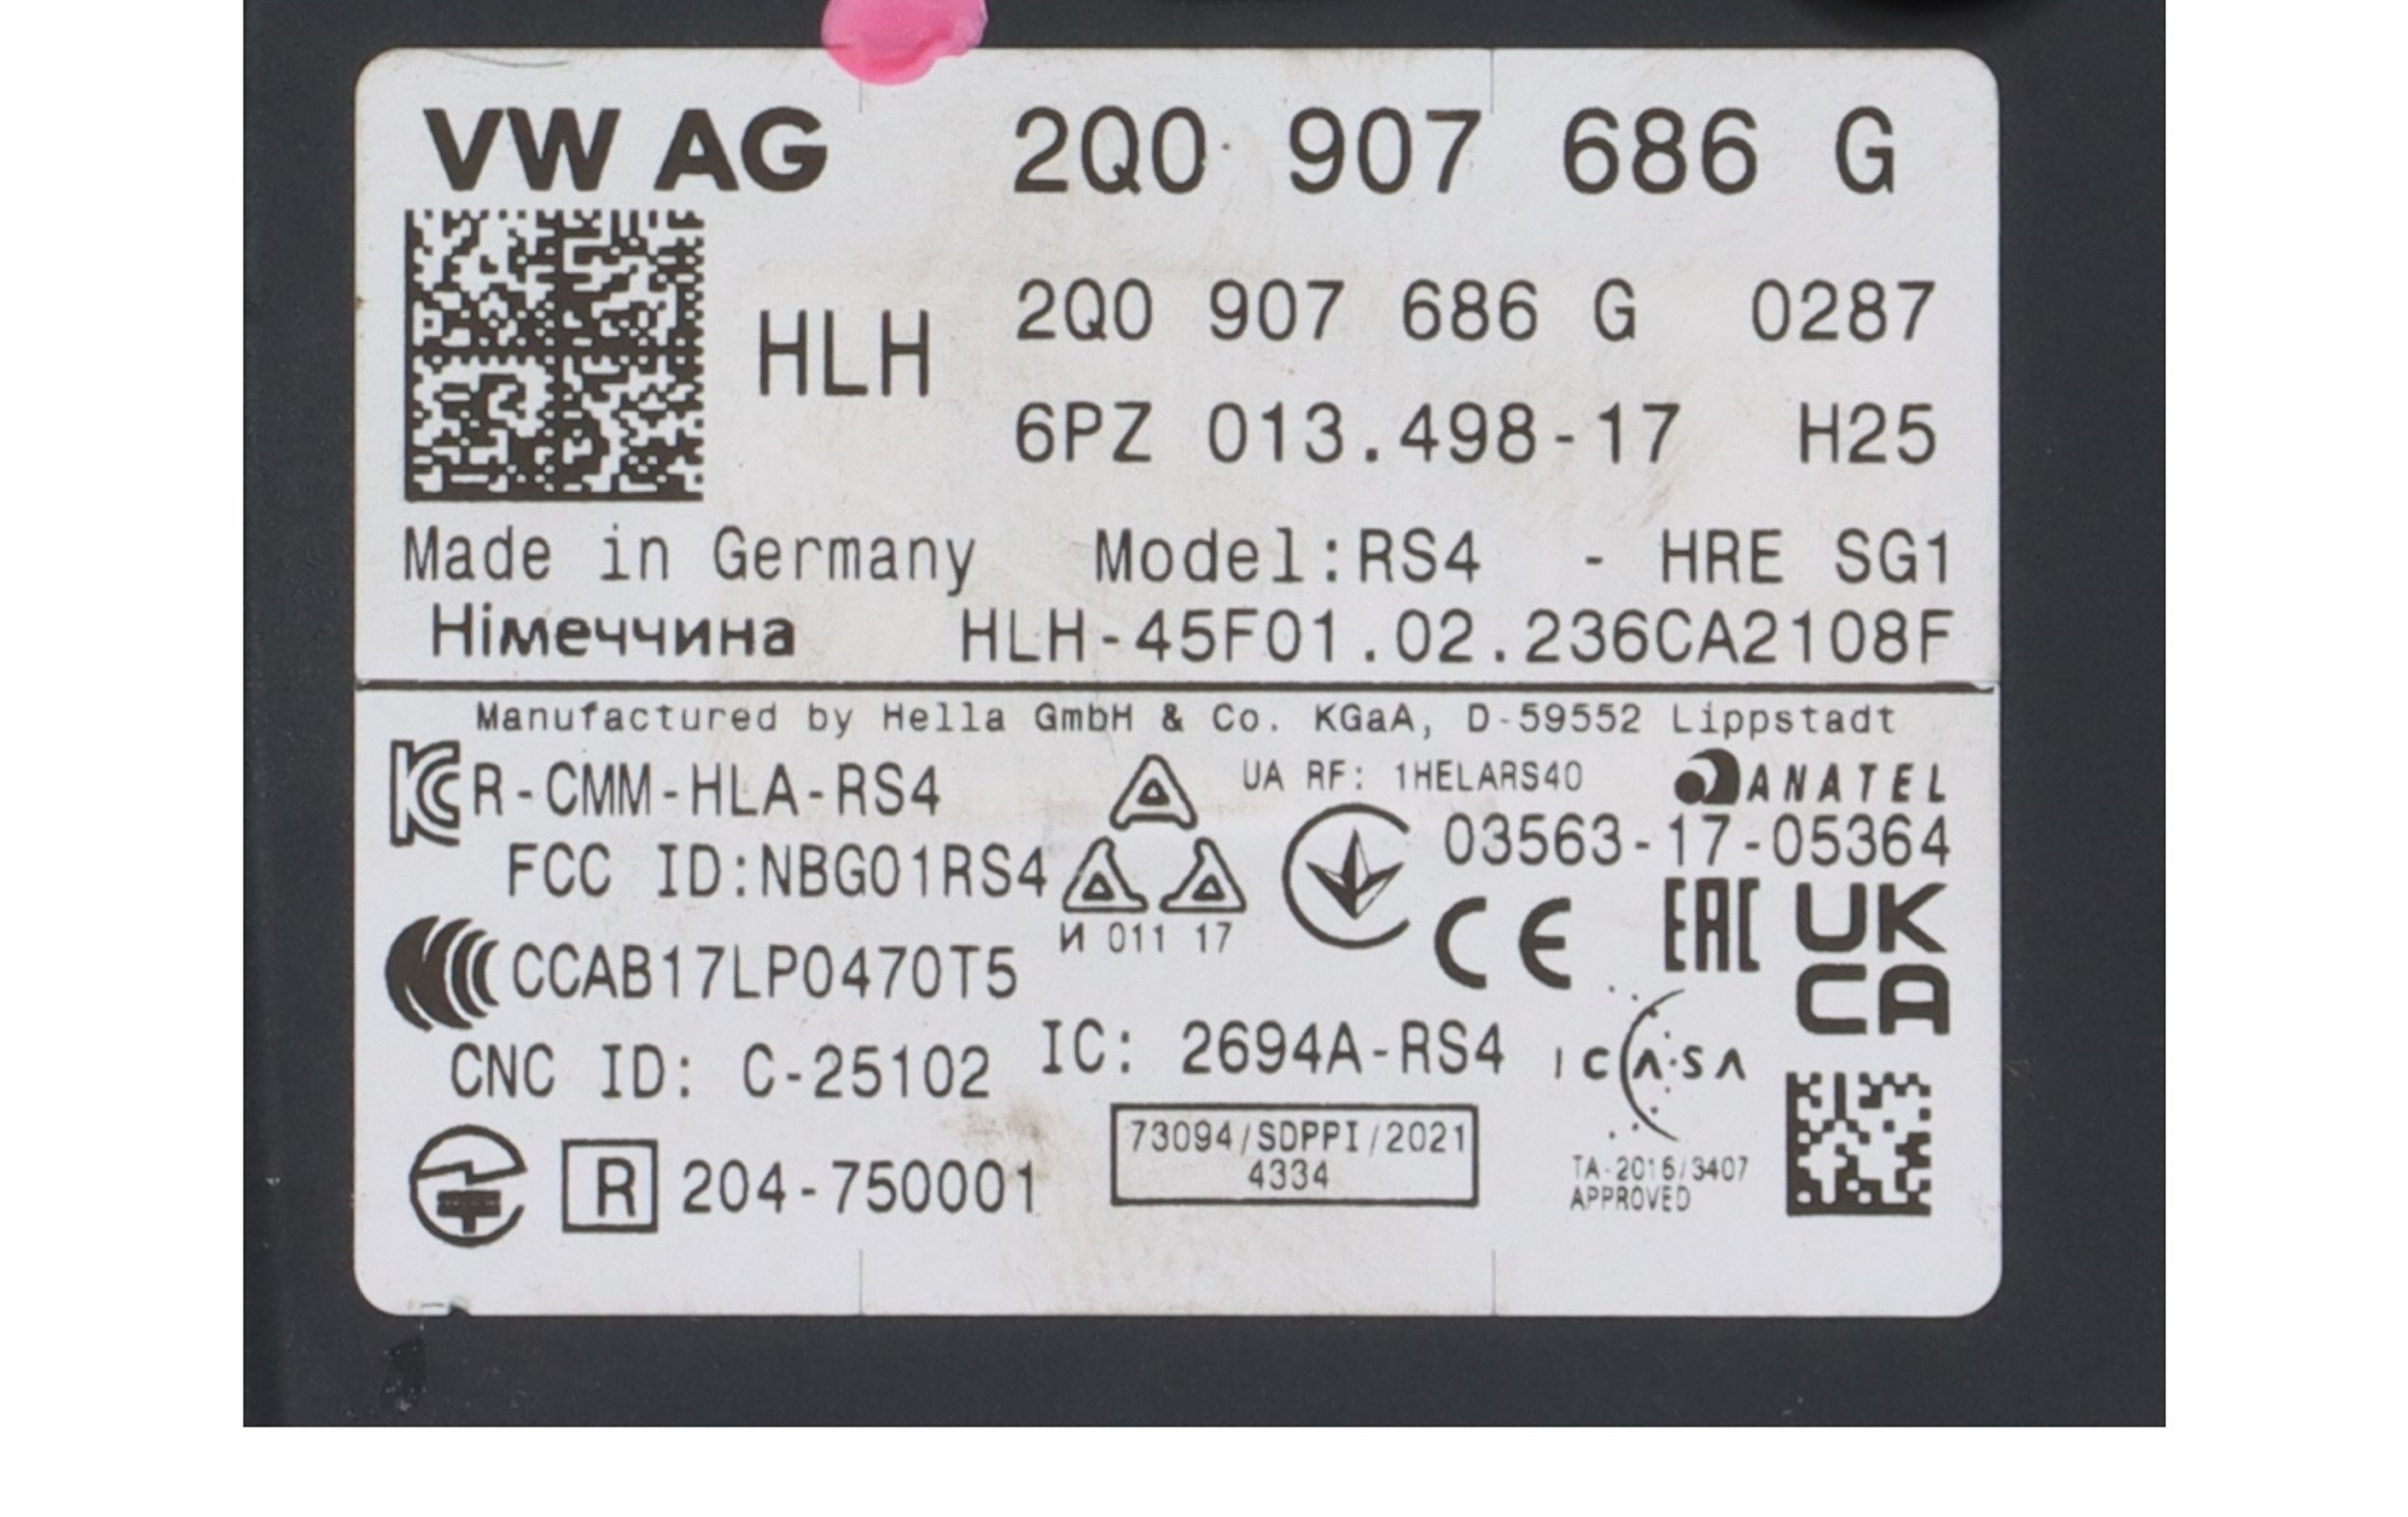 VW AG 2Q0 907 686 G
HLH 2Q0 907 686 G 0287
6PZ 013.498-17 H25
Made in Germany Model:RS4 - HRE SG1
Німеччина HLH-45F01.02.236CA2108F
Manufactured by Hella GmbH & Co. KGaA, D-59552 Lippstadt
R-CMM-HLA-RS4 UA RF: 1HELARS40 ANATEL
03563-17-05364
FCC ID:NBG01RS4
И 011 17 CE EAC UK
CA
CCAB17LP0470T5
CNC ID: C-25102 IC: 2694A-RS4 ICASA
R 204-750001 73094/SDPPI/2021
4334
TA-2016/3407
APPROVED